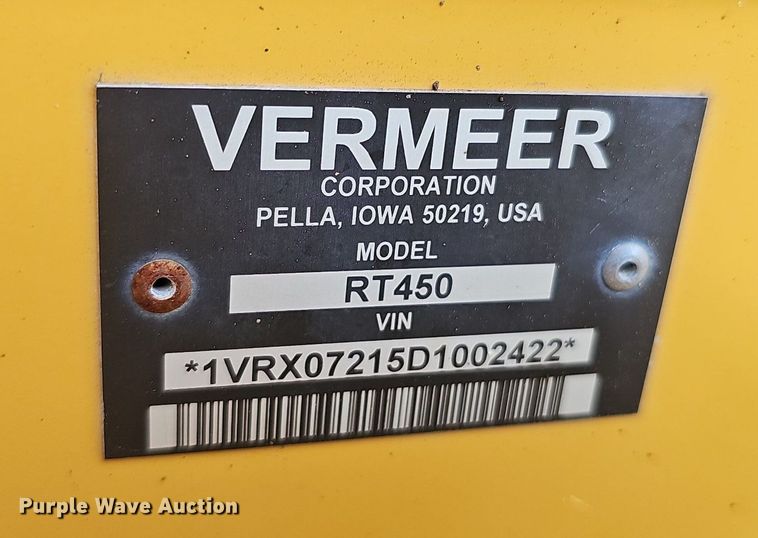 VERMEER
CORPORATION
PELLA, IOWA 50219, USA
MODEL
RT450
VIN
*1VRX07215D1002422*
Purple Wave Auction